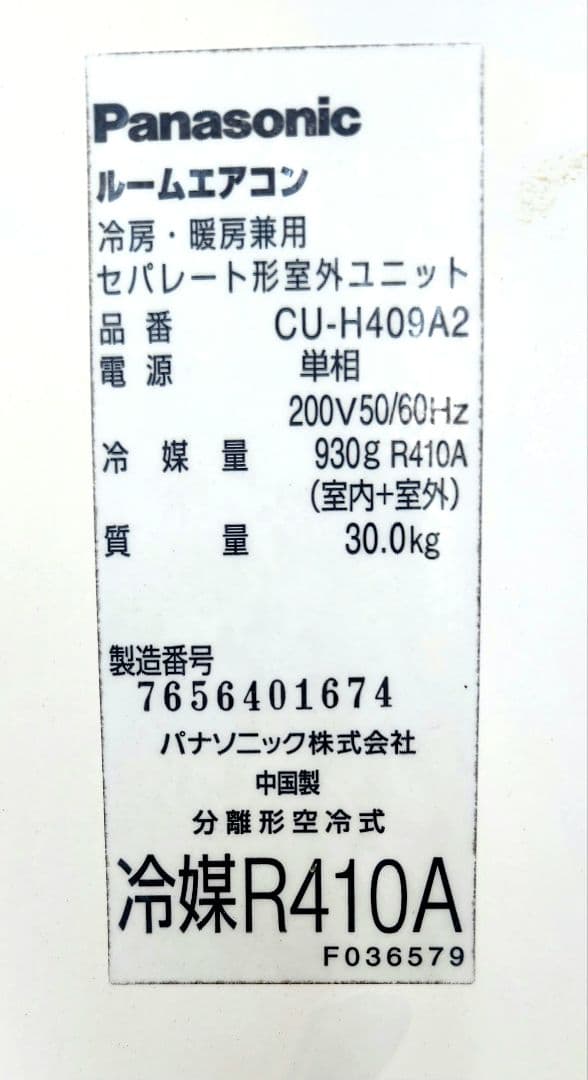 Panasonic
ルームエアコン
冷房・暖房兼用
セパレート形室外ユニット
品番 CU-H409A2
電源 単相
200V50/60Hz
冷媒量 930g R410A
(室内+室外)
質量 30.0kg
製造番号
7656401674
パナソニック株式会社
中国製
分離形空冷式
冷媒R410A
F036579